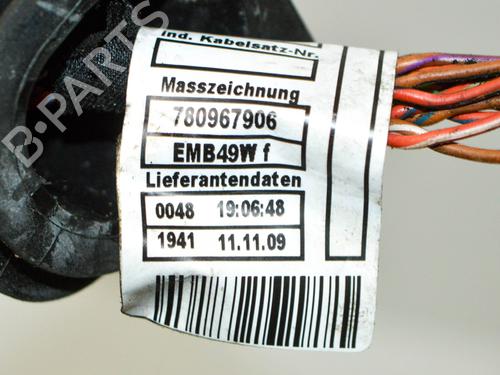 Ind. Kabelsatz-Nr.
Masszeichnung
780967906
EMB49W f
Lieferantendaten
0048 19:06:48
1941 11.11.09
B-PARTS